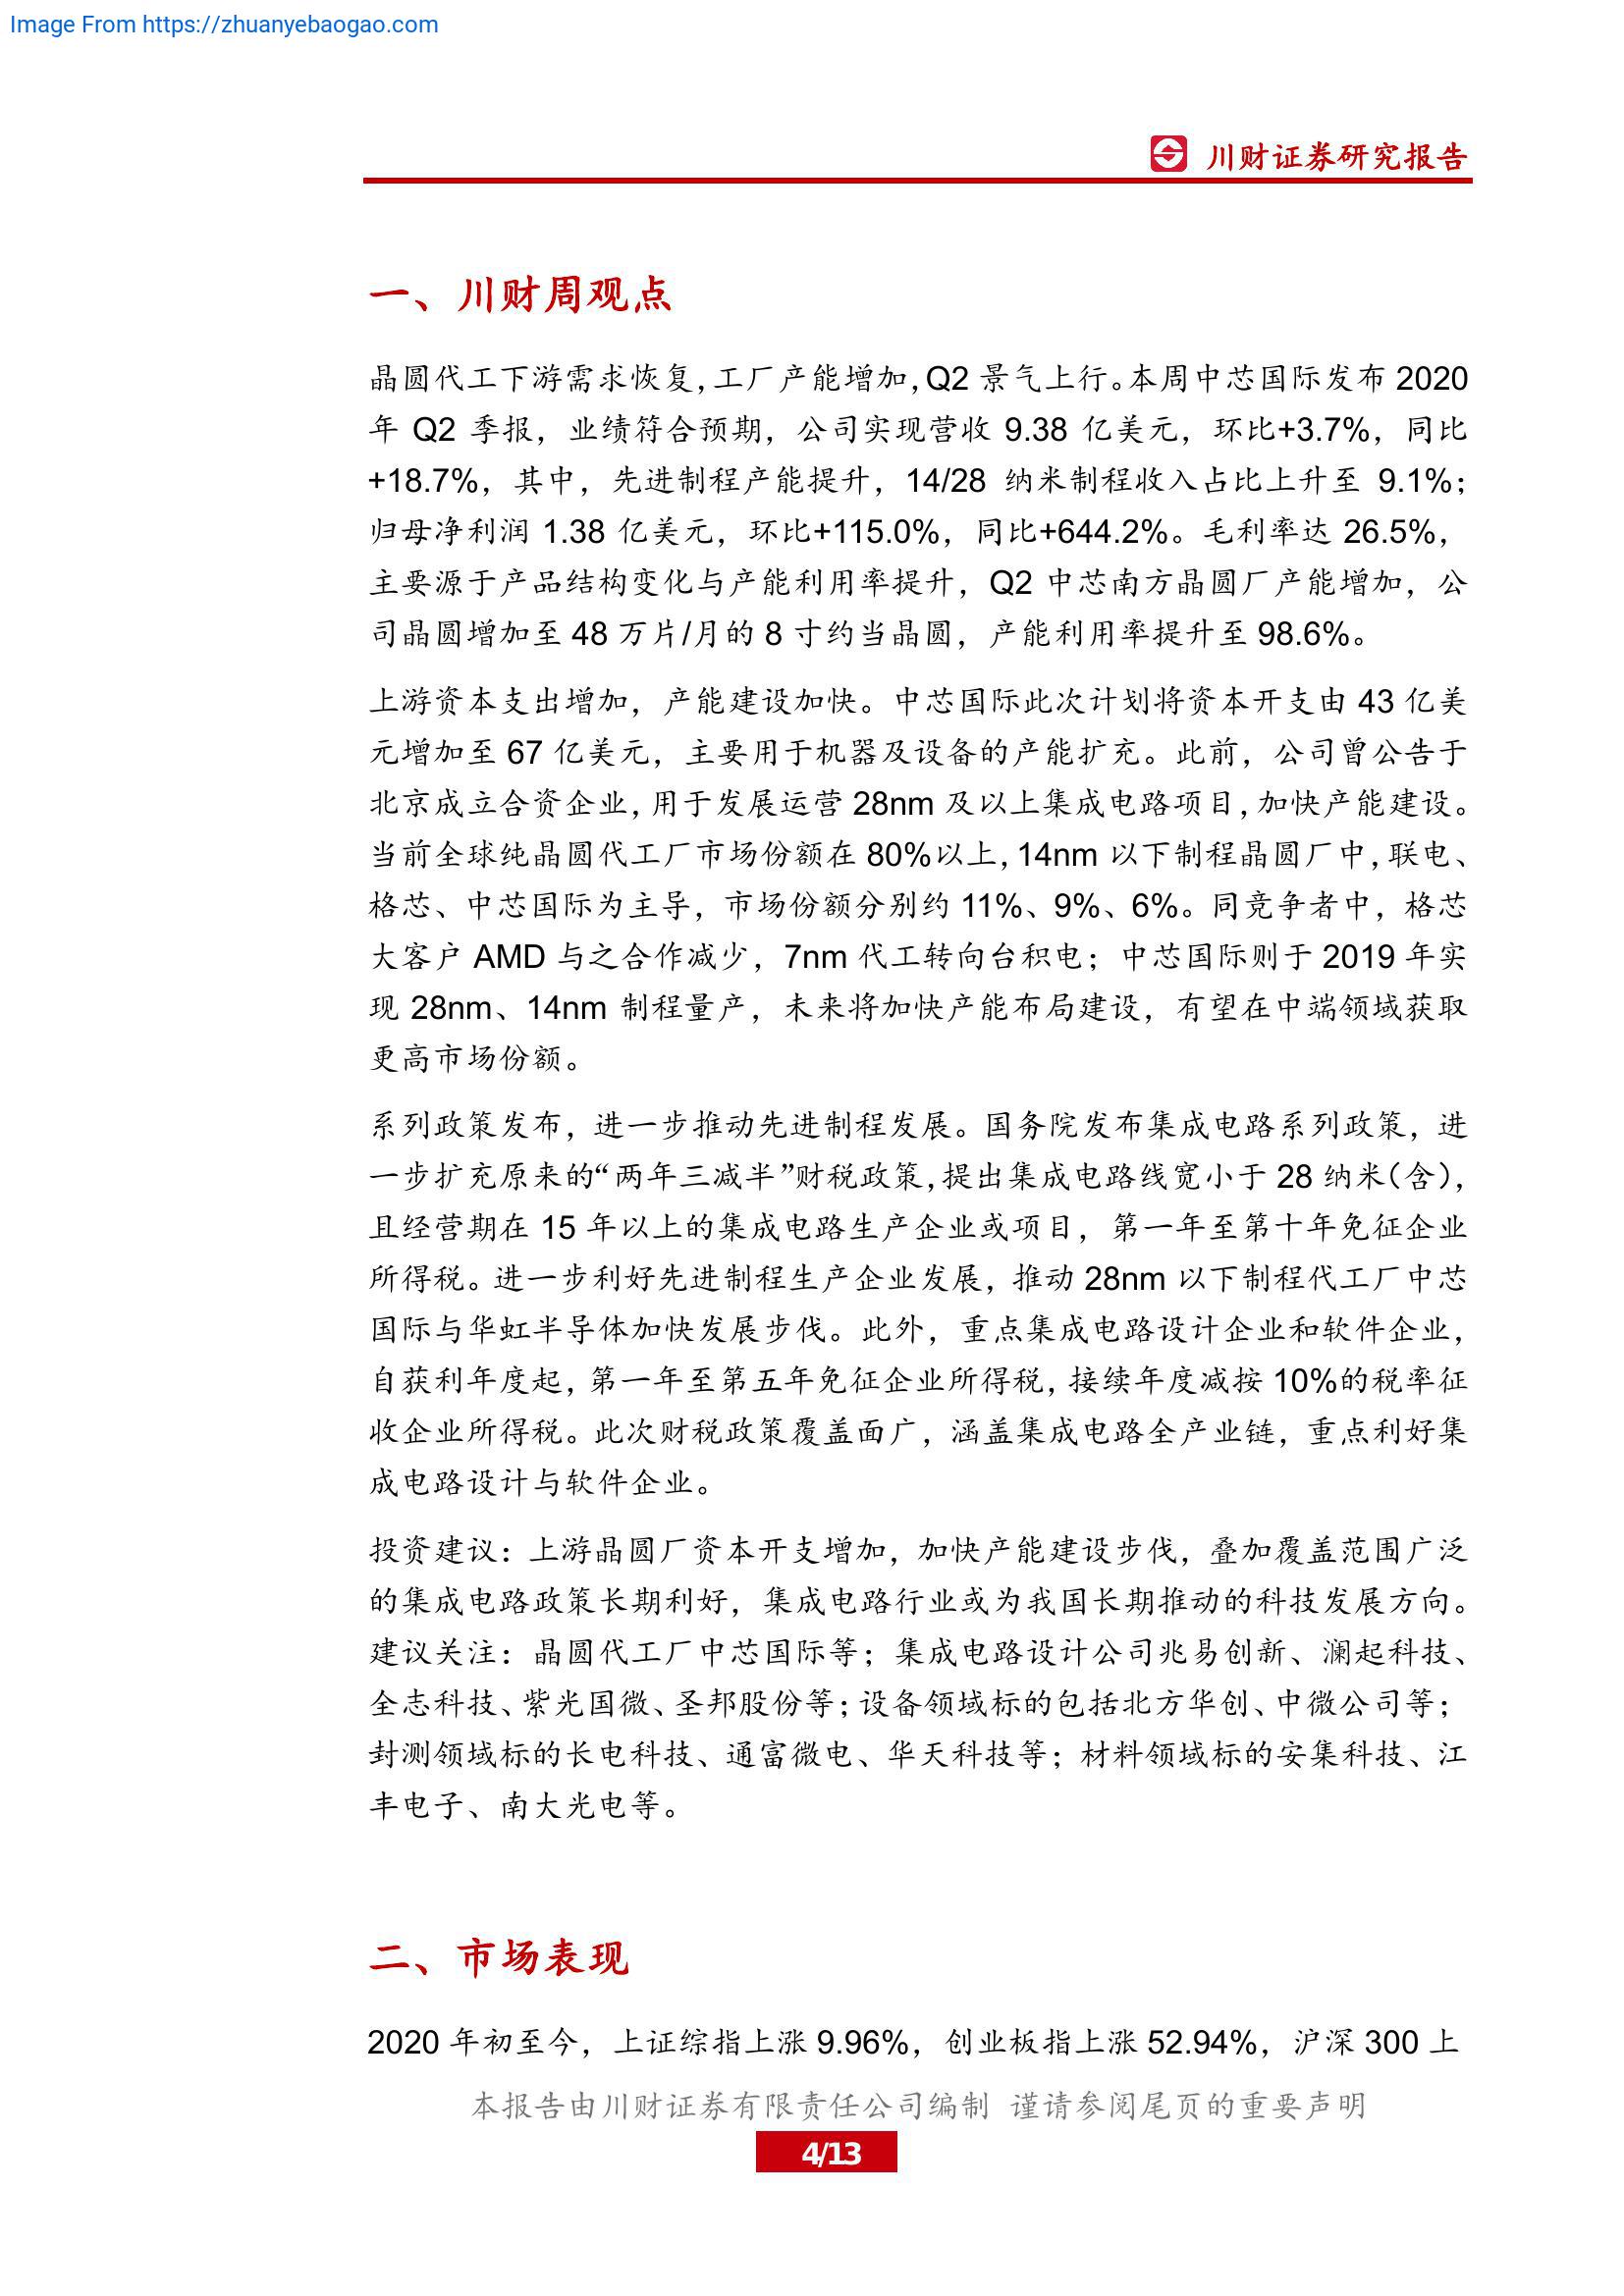 Image From https://zhuanyebaogao.com
川财证券研究报告
一、川财周观点
晶圆代工下游需求恢复，工厂产能增加，Q2 景气上行。本周中芯国际发布 2020
年 Q2 季报，业绩符合预期，公司实现营收 9.38 亿美元，环比+3.7%，同比
+18.7%，其中，先进制程产能提升，14/28 纳米制程收入占比上升至 9.1%；
归母净利润 1.38 亿美元，环比+115.0%，同比+644.2%。毛利率达 26.5%，
主要源于产品结构变化与产能利用率提升，Q2 中芯南方晶圆厂产能增加，公
司晶圆增加至 48 万片/月的 8 寸约当晶圆，产能利用率提升至 98.6%。
上游资本支出增加，产能建设加快。中芯国际此次计划将资本开支由 43 亿美
元增加至 67 亿美元，主要用于机器及设备的产能扩充。此前，公司曾公告于
北京成立合资企业，用于发展运营 28nm 及以上集成电路项目，加快产能建设。
当前全球纯晶圆代工厂市场份额在 80%以上，14nm 以下制程晶圆厂中，联电、
格芯、中芯国际为主导，市场份额分别约 11%、9%、6%。同竞争者中，格芯
大客户 AMD 与之合作减少，7nm 代工转向台积电；中芯国际则于 2019 年实
现 28nm、14nm 制程量产，未来将加快产能布局建设，有望在中端领域获取
更高市场份额。
系列政策发布，进一步推动先进制程发展。国务院发布集成电路系列政策，进
一步扩充原来的“两年三减半”财税政策，提出集成电路线宽小于 28 纳米（含），
且经营期在 15 年以上的集成电路生产企业或项目，第一年至第十年免征企业
所得税。进一步利好先进制程生产企业发展，推动 28nm 以下制程代工厂中芯
国际与华虹半导体加快发展步伐。此外，重点集成电路设计企业和软件企业，
自获利年度起，第一年至第五年免征企业所得税，接续年度减按 10%的税率征
收企业所得税。此次财税政策覆盖面广，涵盖集成电路全产业链，重点利好集
成电路设计与软件企业。
投资建议：上游晶圆厂资本开支增加，加快产能建设步伐，叠加覆盖范围广泛
的集成电路政策长期利好，集成电路行业或为我国长期推动的科技发展方向。
建议关注：晶圆代工厂中芯国际等；集成电路设计公司兆易创新、澜起科技、
全志科技、紫光国微、圣邦股份等；设备领域标的包括北方华创、中微公司等；
封测领域标的长电科技、通富微电、华天科技等；材料领域标的安集科技、江
丰电子、南大光电等。
二、市场表现
2020 年初至今，上证综指上涨 9.96%，创业板指上涨 52.94%，沪深 300 上
本报告由川财证券有限责任公司编制 谨请参阅尾页的重要声明
4/13